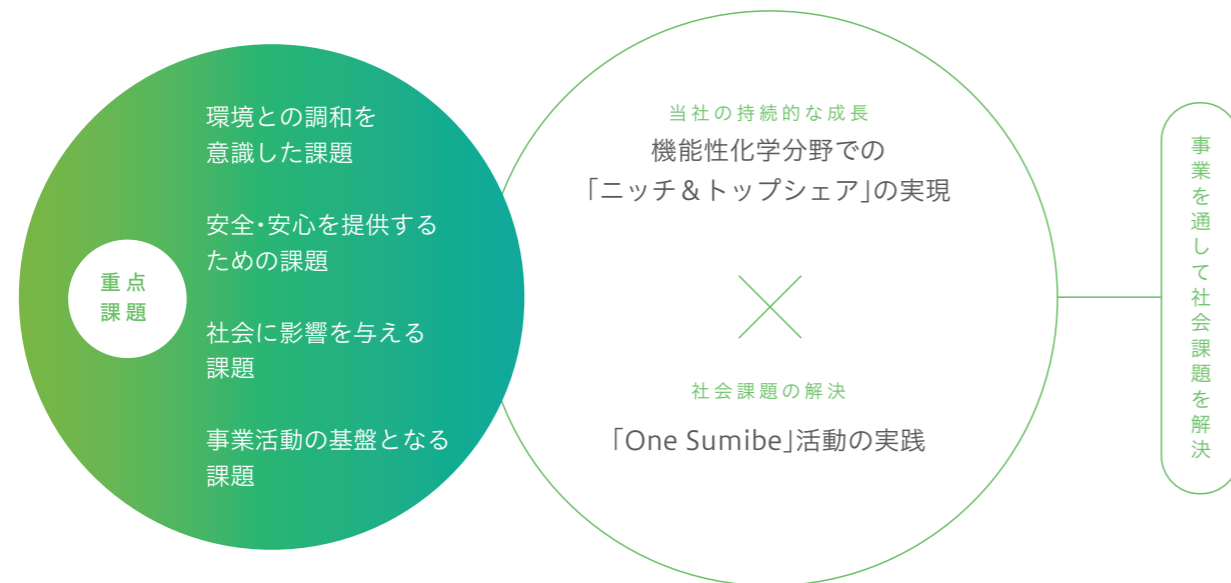 重点
課題
環境との調和を
意識した課題
安全・安心を提供する
ための課題
社会に影響を与える
課題
事業活動の基盤となる
課題
当社の持続的な成長
機能性化学分野での
「ニッチ&トップシェア」の実現
社会課題の解決
「One Sumibe」活動の実践
事業を通して社会課題を解決